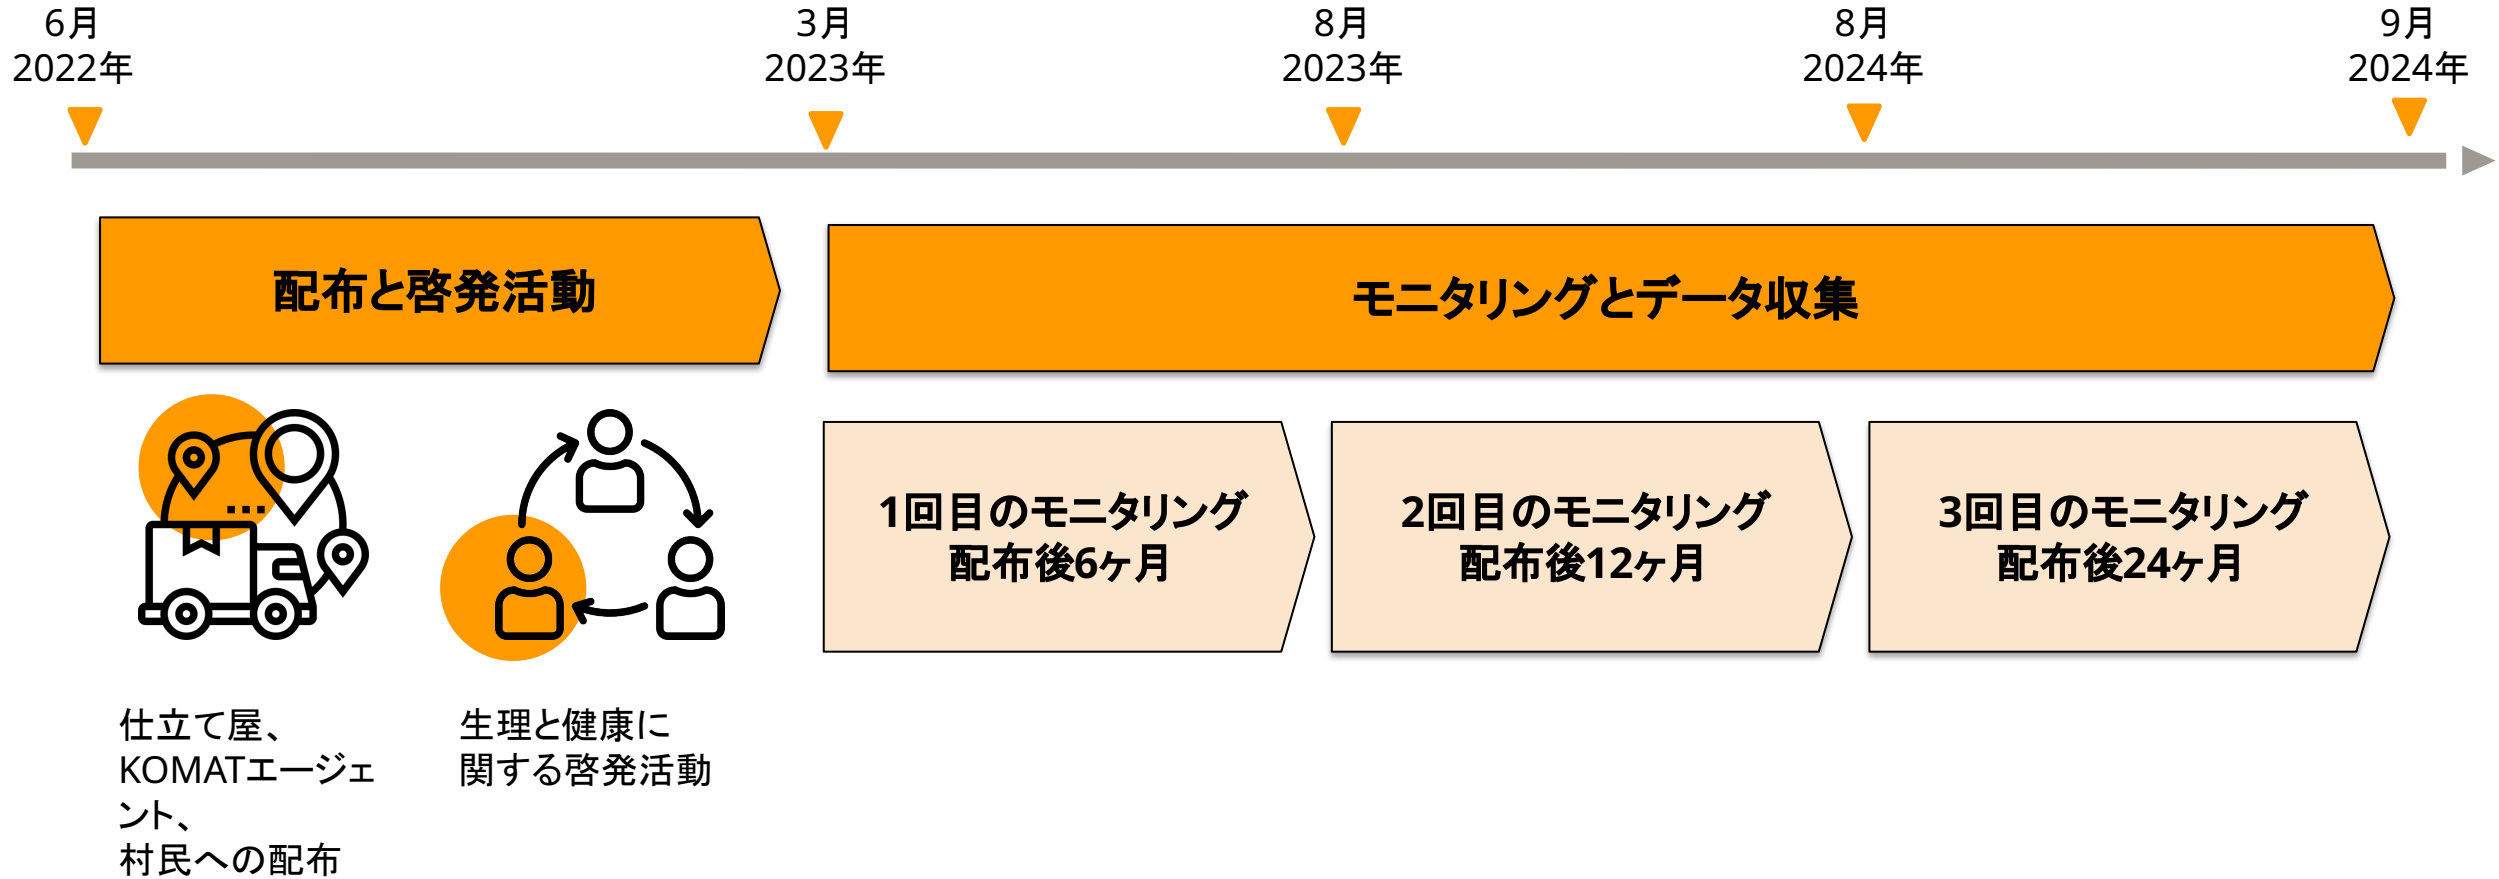 6月
2022年
3月
2023年
8月
2023年
8月
2024年
9月
2024年
配布と啓発活動
モニタリングとデータ収集
1回目のモニタリング
配布後6ヶ月
2回目のモニタリング
配布後12ヶ月
3回目のモニタリング
配布後24ヶ月
仕立て屋、
KOMATエージェ
ント、
村民への配布
生理と健康に
関する啓発活動